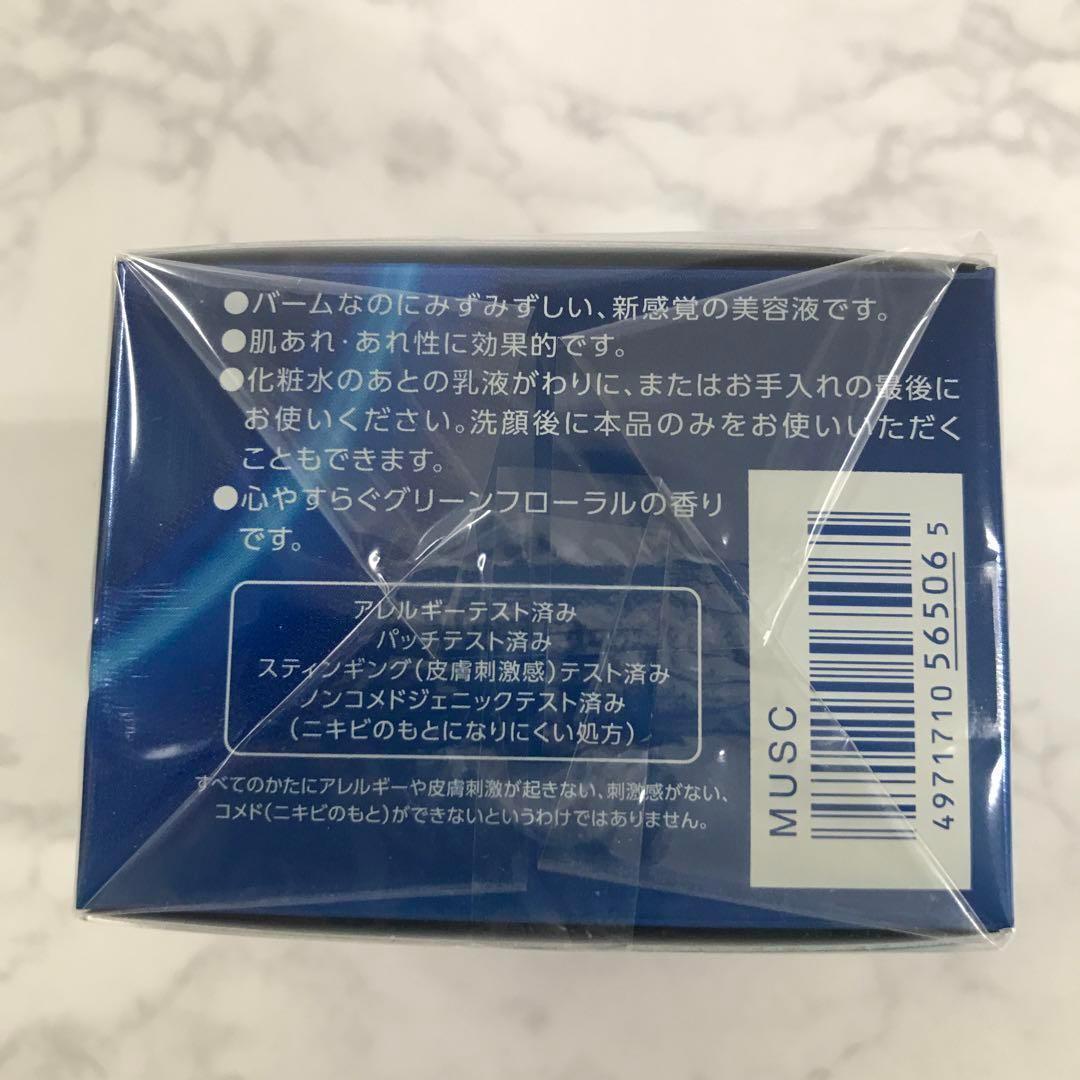 ●バームなのにみずみずしい、新感覚の美容液です。
●肌あれ・あれ性に効果的です。
●化粧水のあとの乳液がわりに、またはお手入れの最後に
お使いください。洗顔後に本品のみをお使いいただく
こともできます。
●心やすらぐグリーンフローラルの香り
です。
アレルギーテスト済み
パッチテスト済み
スティンギング(皮膚刺激感)テスト済み
ノンコメドジェニックテスト済み
(ニキビのもとになりにくい処方)
すべてのかたにアレルギーや皮膚刺激が起きない、刺激感がない、
コメド(ニキビのもと)ができないというわけではありません。
MUSC
4971710 565065